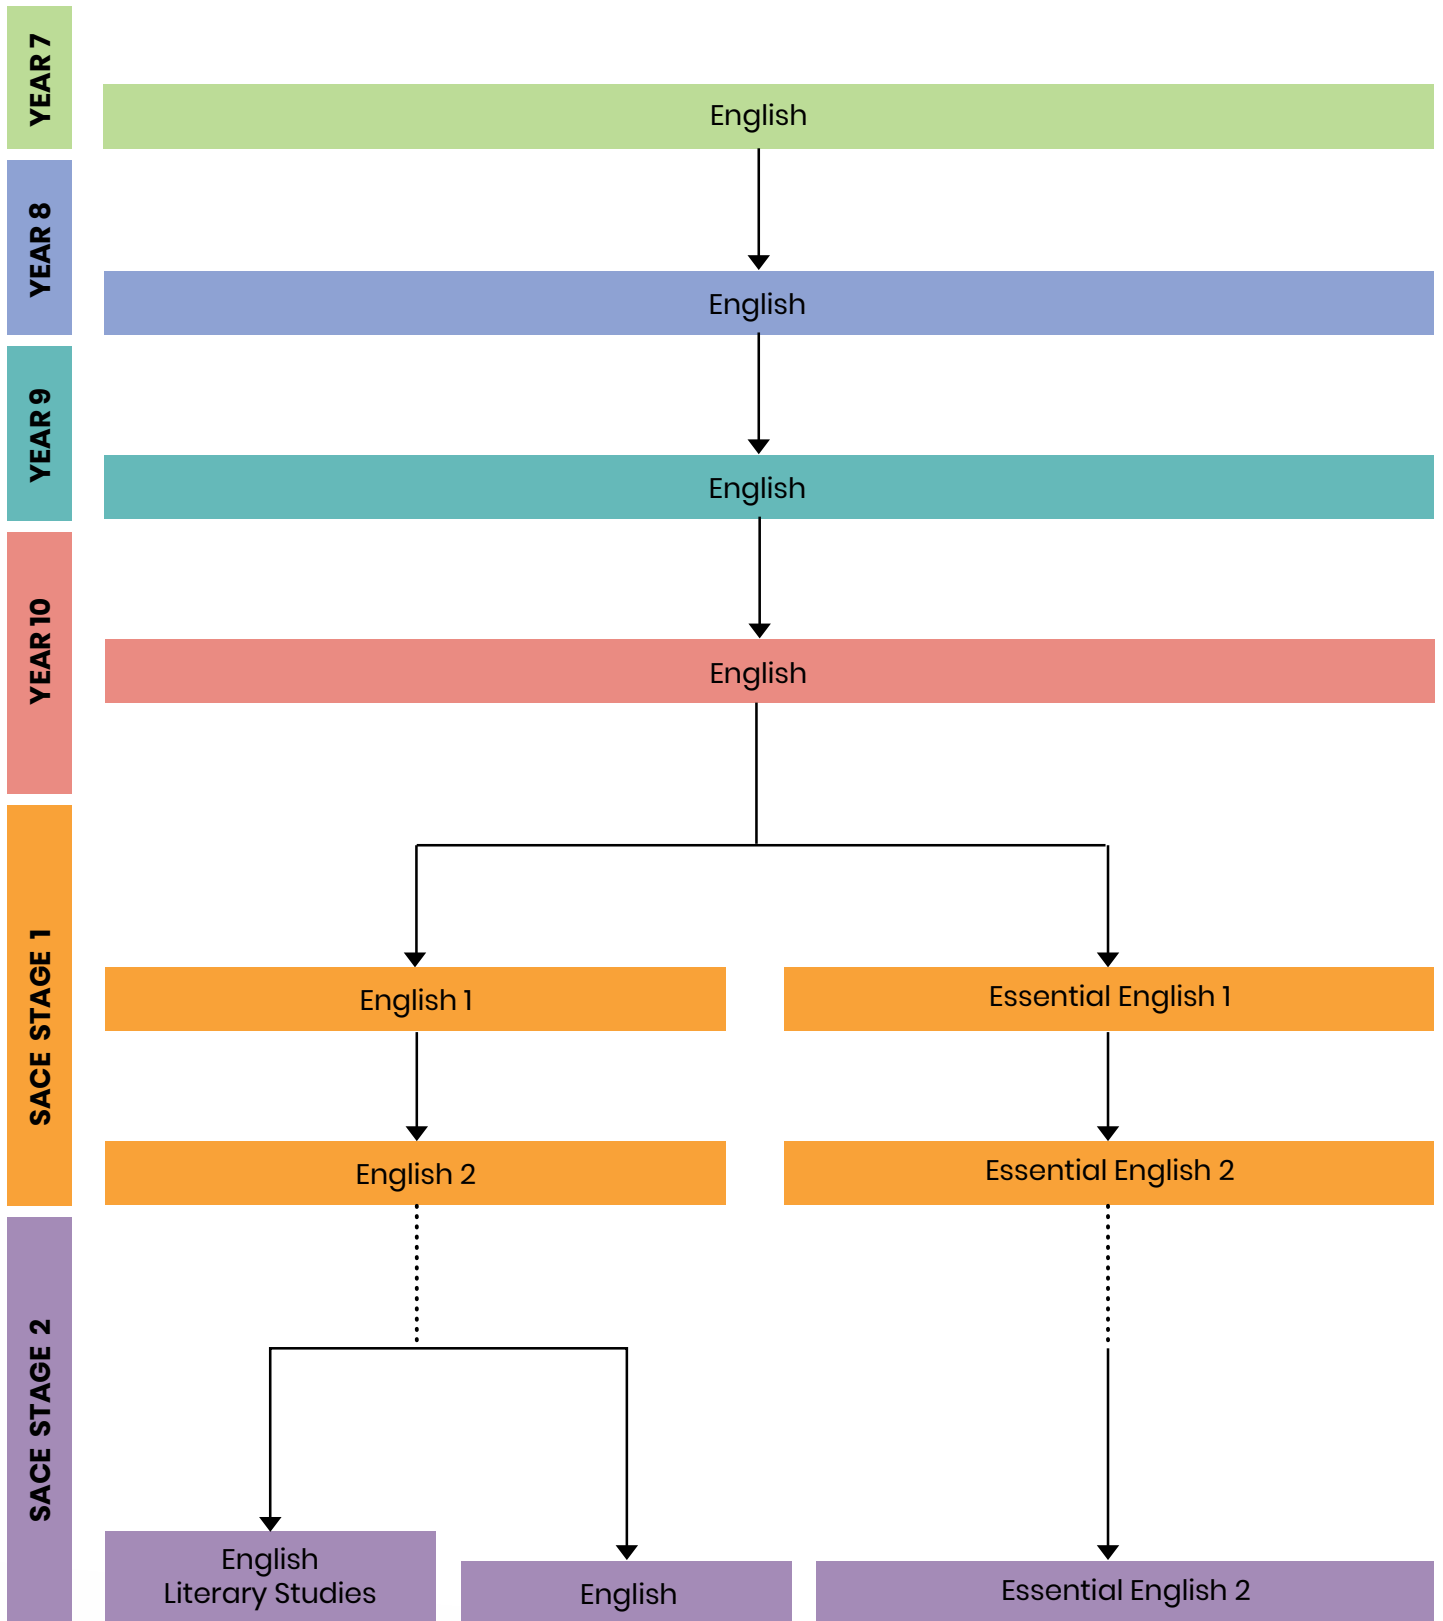 YEAR 7
English
YEAR 8
English
YEAR 9
English
YEAR 10
English
SACE STAGE 1
English 1
Essential English 1
English 2
Essential English 2
SACE STAGE 2
English
Literary Studies
English
Essential English 2